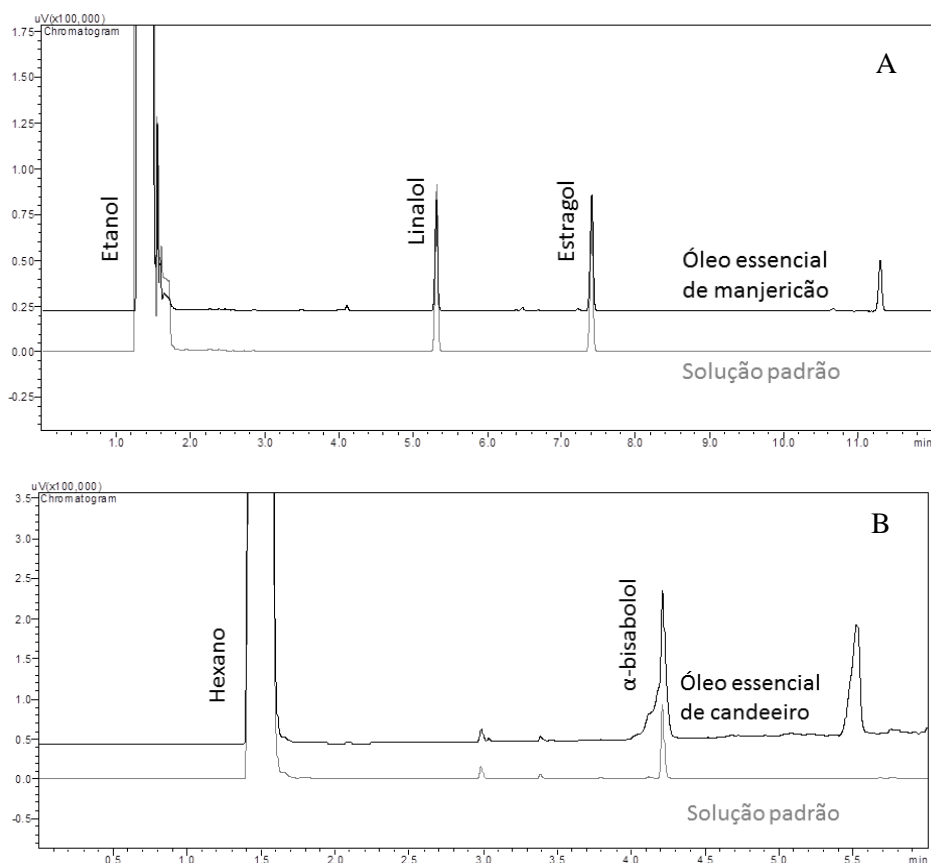 uV(x100,000)
Chromatogram
A
1.75
1.50
1.25
1.00
0.75
0.50
0.25
0.00
-0.25
Etanol
Linalol
Estragol
Óleo essencial
de manjericão
Solução padrão
1.0 2.0 3.0 4.0 5.0 6.0 7.0 8.0 9.0 10.0 11.0 min
uV(x100,000)
Chromatogram
B
3.5
3.0
2.5
2.0
1.5
1.0
0.5
0.0
-0.5
Hexano
α-bisabolol
Óleo essencial
de candeeiro
Solução padrão
0.5 1.0 1.5 2.0 2.5 3.0 3.5 4.0 4.5 5.0 5.5 min